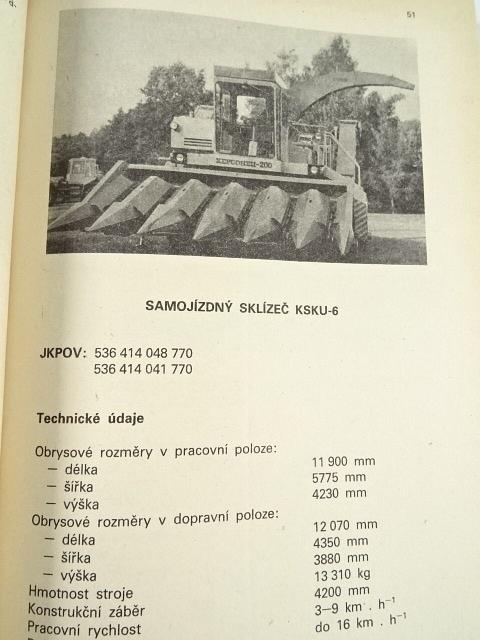 51
ХЕРСОНЕЦ-200
SAMOJÍZDNÝ SKLÍZEČ KSKU-6
JKPOV: 536 414 048 770
536 414 041 770
Technické údaje
Obrysové rozměry v pracovní poloze:
— délka 11 900 mm
— šířka 5775 mm
— výška 4230 mm
Obrysové rozměry v dopravní poloze:
— délka 12 070 mm
— šířka 4350 mm
— výška 3880 mm
Hmotnost stroje 13 310 kg
Konstrukční záběr 4200 mm
Pracovní rychlost 3–9 km . h⁻¹
do 16 km . h⁻¹